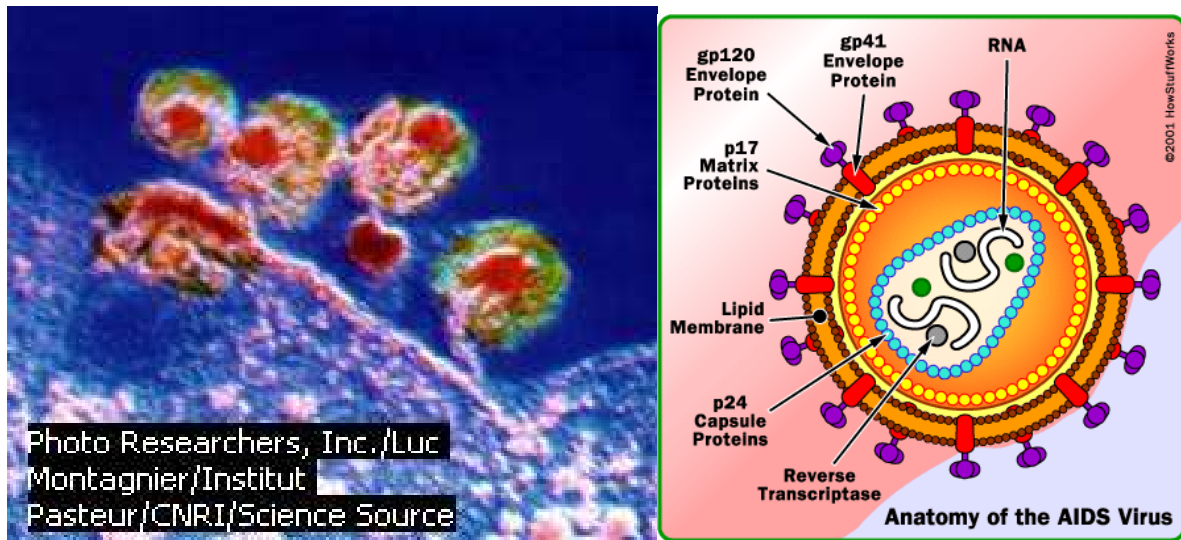 Photo Researchers, Inc./Luc
Montagnier/Institut
Pasteur/CNRI/Science Source
gp120
Envelope
Protein
gp41
Envelope
Protein
RNA
©2001 HowStuffWorks
p17
Matrix
Proteins
Lipid
Membrane
p24
Capsule
Proteins
Reverse
Transcriptase
Anatomy of the AIDS Virus